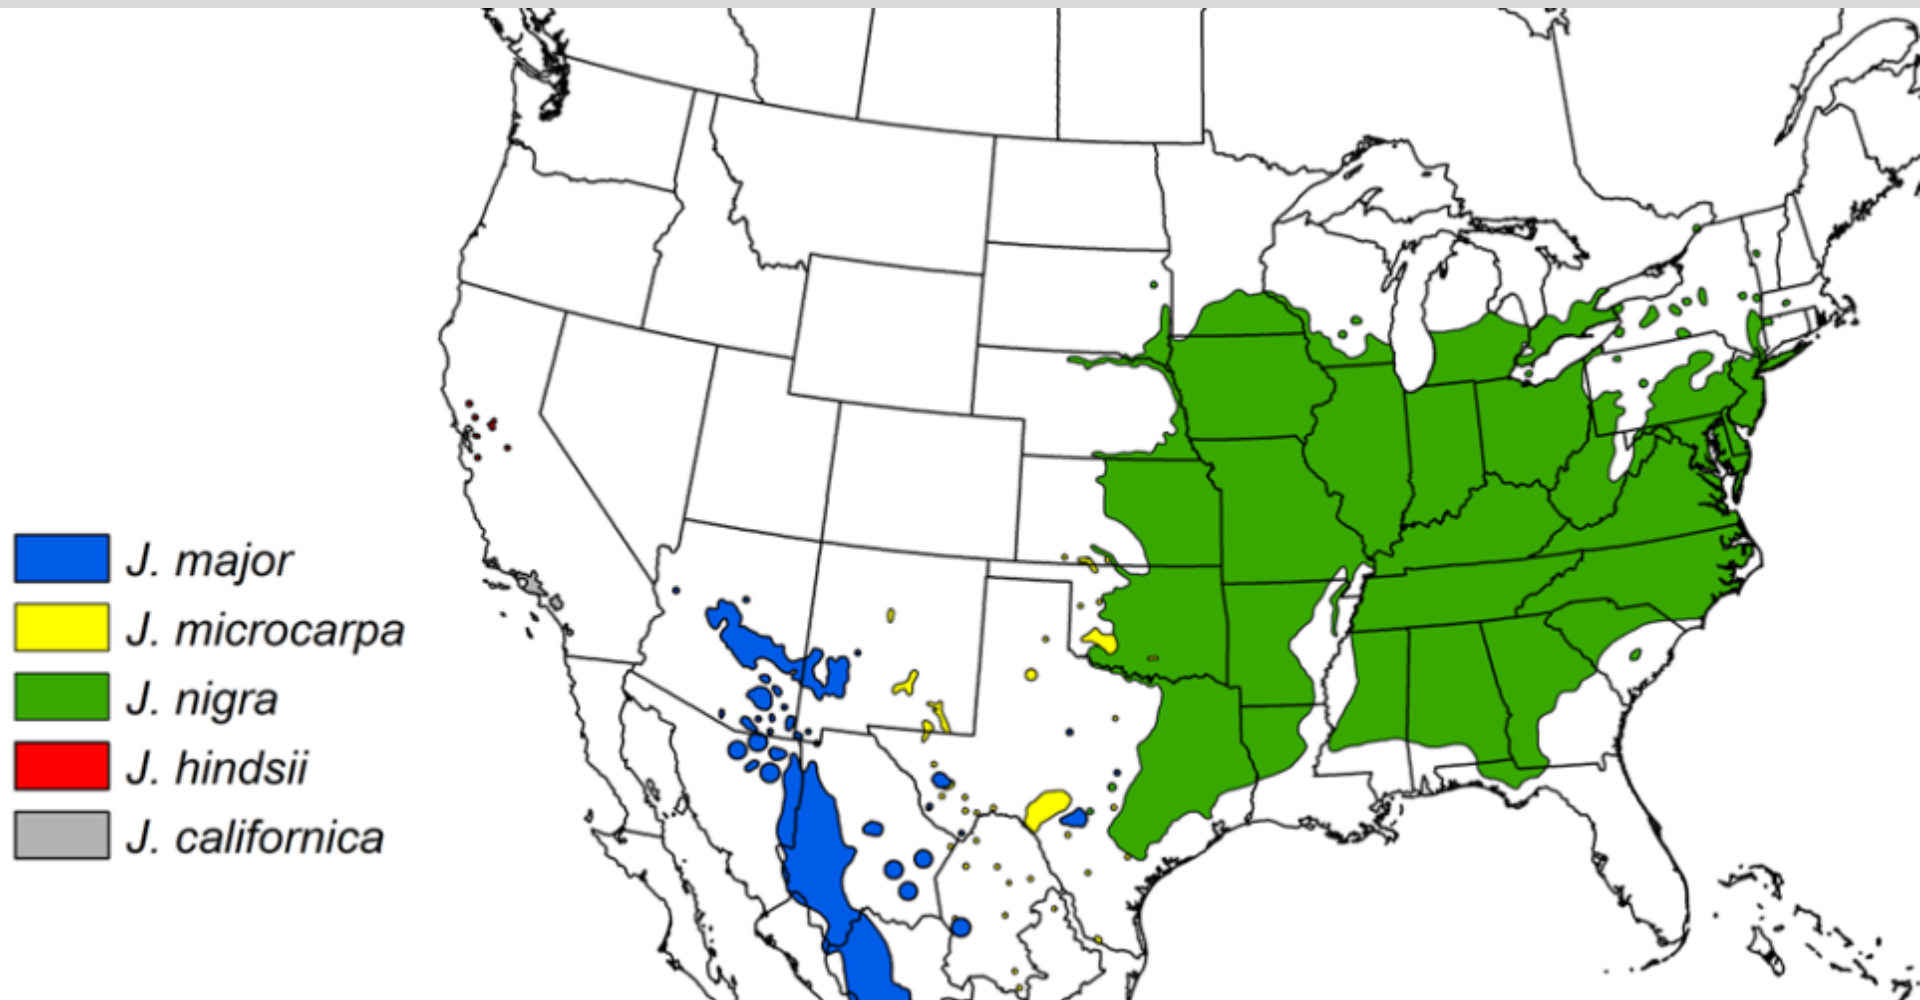 J. major
J. microcarpa
J. nigra
J. hindsii
J. californica